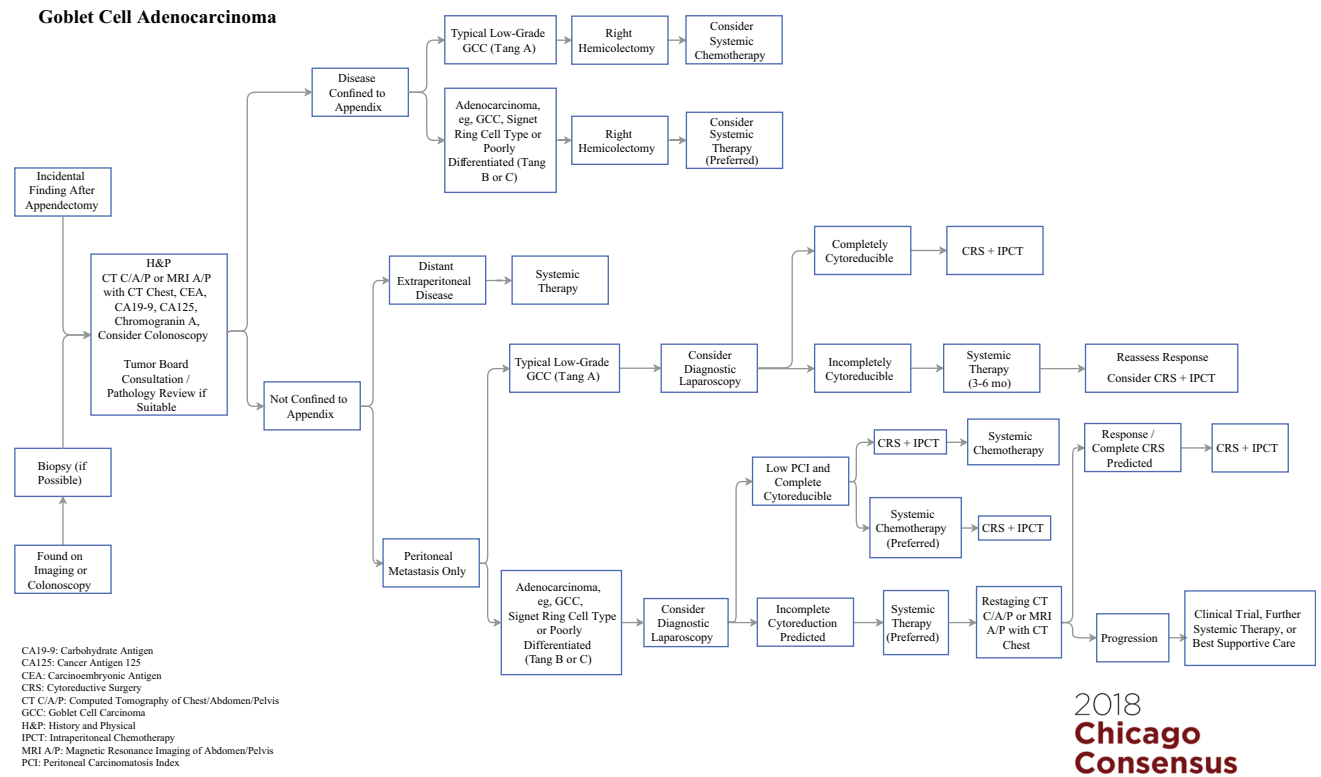 Goblet Cell Adenocarcinoma
Typical Low-Grade
GCC (Tang A)
Right
Hemicolectomy
Consider
Systemic
Chemotherapy
Disease
Confined to
Appendix
Adenocarcinoma,
eg, GCC, Signet
Ring Cell Type or
Poorly
Differentiated (Tang
B or C)
Right
Hemicolectomy
Consider
Systemic
Therapy
(Preferred)
Incidental
Finding After
Appendectomy
H&P
CT C/A/P or MRI A/P
with CT Chest, CEA,
CA19-9, CA125,
Chromogranin A,
Consider Colonoscopy
Tumor Board
Consultation /
Pathology Review if
Suitable
Biopsy (if
Possible)
Found on
Imaging or
Colonoscopy
Not Confined to
Appendix
Distant
Extraperitoneal
Disease
Systemic
Therapy
Peritoneal
Metastasis Only
Typical Low-Grade
GCC (Tang A)
Consider
Diagnostic
Laparoscopy
Completely
Cytoreducible
CRS + IPCT
Incompletely
Cytoreducible
Systemic
Therapy
(3-6 mo)
Reassess Response
Consider CRS + IPCT
Adenocarcinoma,
eg, GCC,
Signet Ring Cell Type
or Poorly
Differentiated
(Tang B or C)
Consider
Diagnostic
Laparoscopy
Low PCI and
Complete
Cytoreducible
CRS + IPCT
Systemic
Chemotherapy
Systemic
Chemotherapy
(Preferred)
CRS + IPCT
Incomplete
Cytoreduction
Predicted
Systemic
Therapy
(Preferred)
Restaging CT
C/A/P or MRI
A/P with CT
Chest
Response /
Complete CRS
Predicted
CRS + IPCT
Progression
Clinical Trial, Further
Systemic Therapy, or
Best Supportive Care
CA19-9: Carbohydrate Antigen
CA125: Cancer Antigen 125
CEA: Carcinoembryonic Antigen
CRS: Cytoreductive Surgery
CT C/A/P: Computed Tomography of Chest/Abdomen/Pelvis
GCC: Goblet Cell Carcinoma
H&P: History and Physical
IPCT: Intraperitoneal Chemotherapy
MRI A/P: Magnetic Resonance Imaging of Abdomen/Pelvis
PCI: Peritoneal Carcinomatosis Index
2018
Chicago
Consensus